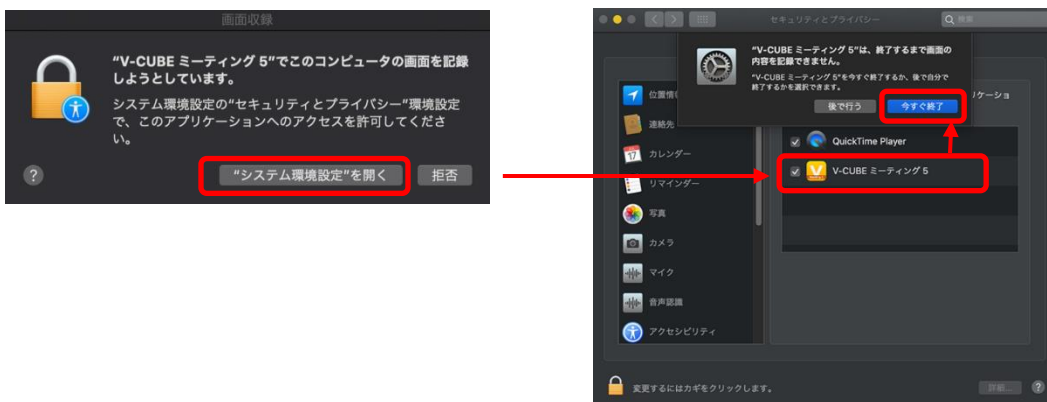 画面収録
“V-CUBE ミーティング 5”でこのコンピュータの画面を記録
しようとしています。
システム環境設定の“セキュリティとプライバシー”環境設定
で、このアプリケーションへのアクセスを許可してくださ
い。
?
“システム環境設定”を開く
拒否
セキュリティとプライバシー
検索
“V-CUBE ミーティング 5”は、終了するまで画面の
内容を記録できません。
“V-CUBE ミーティング 5”を今すぐ終了するか、後で自分で
終了するかを選択できます。
後で行う
今すぐ終了
位置情
リケーショ
連絡先
カレンダー
リマインダー
写真
カメラ
マイク
音声認識
アクセシビリティ
17
QuickTime Player
V-CUBE ミーティング 5
変更するにはカギをクリックします。
詳細...
?